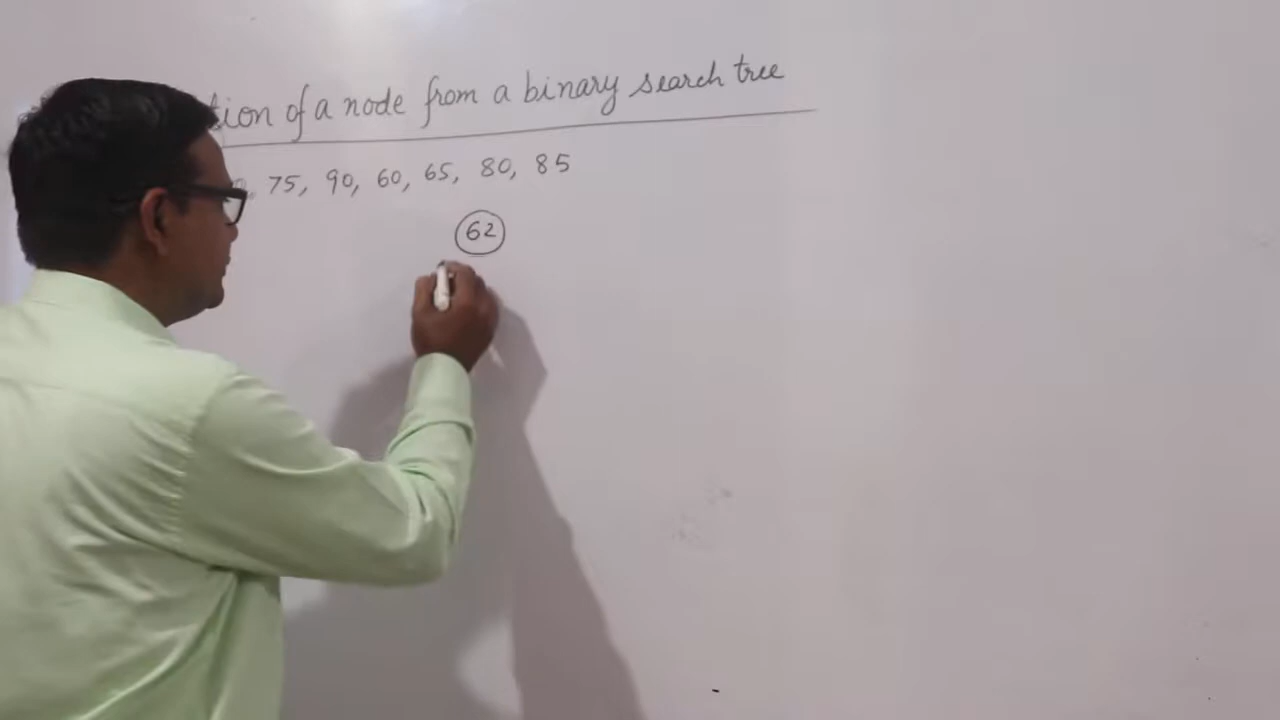 tion of a node from a binary search tree
75, 90, 60, 65, 80, 85
62